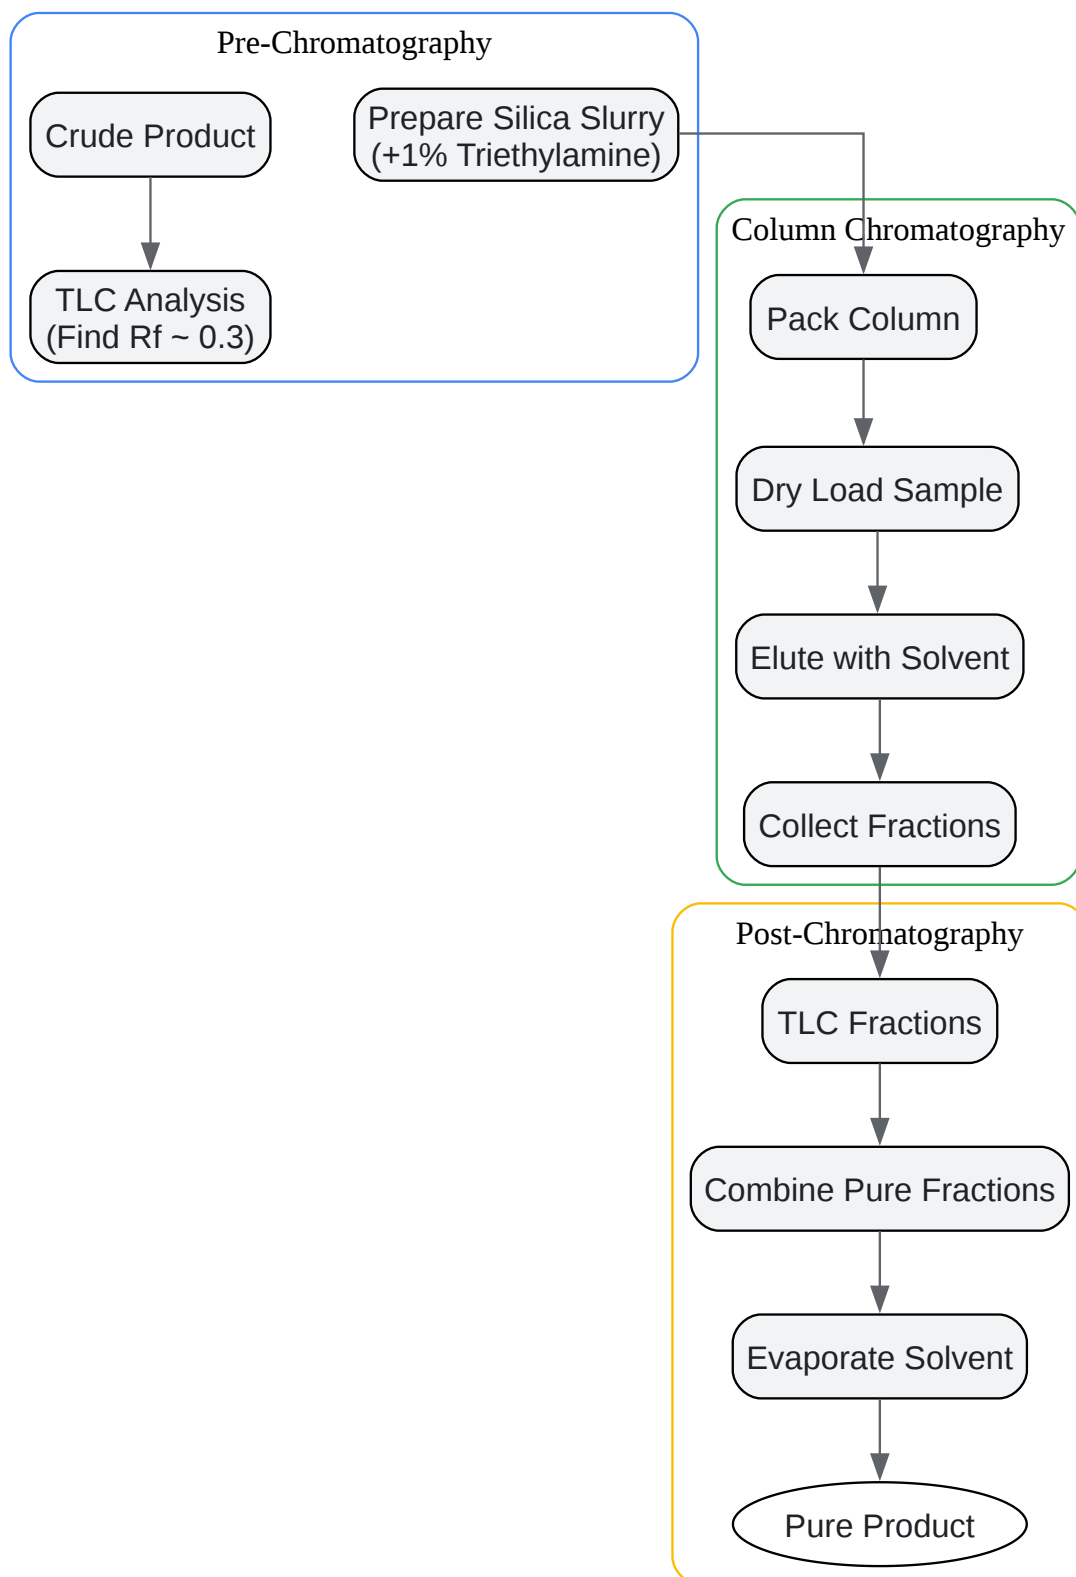 Pre-Chromatography
Crude Product
Prepare Silica Slurry
(+1% Triethylamine)
TLC Analysis
(Find Rf ~ 0.3)
Column Chromatography
Pack Column
Dry Load Sample
Elute with Solvent
Collect Fractions
Post-Chromatography
TLC Fractions
Combine Pure Fractions
Evaporate Solvent
Pure Product